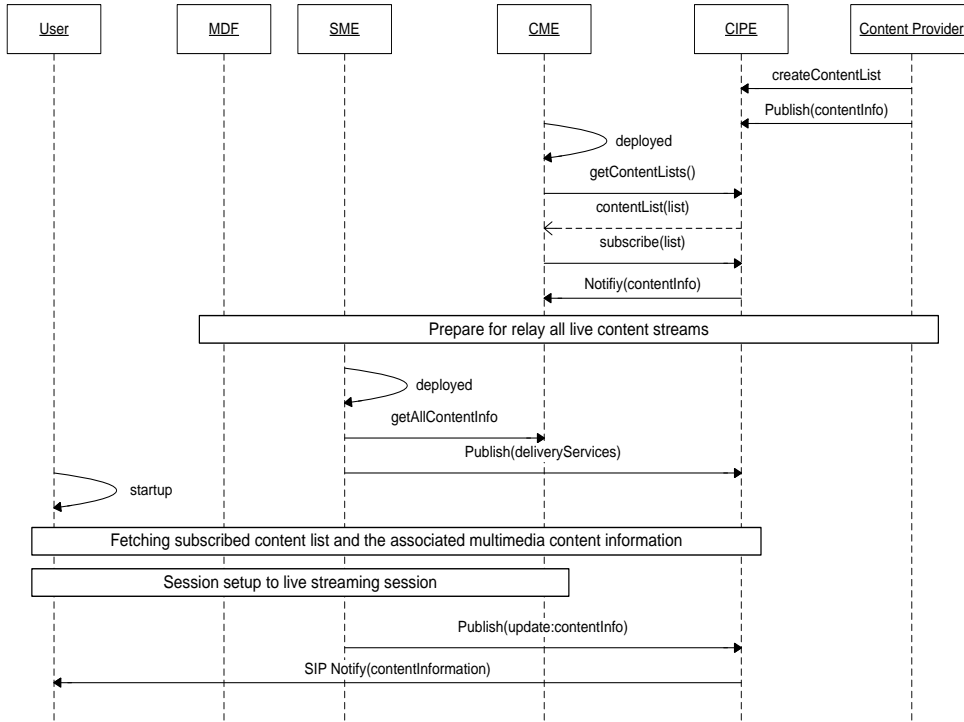 User
MDF
SME
CME
CIPE
Content Provider
createContentList
Publish(contentInfo)
deployed
getContentLists()
contentList(list)
subscribe(list)
Notifiy(contentInfo)
Prepare for relay all live content streams
deployed
getAllContentInfo
Publish(deliveryServices)
startup
Fetching subscribed content list and the associated multimedia content information
Session setup to live streaming session
Publish(update:contentInfo)
SIP Notify(contentInformation)